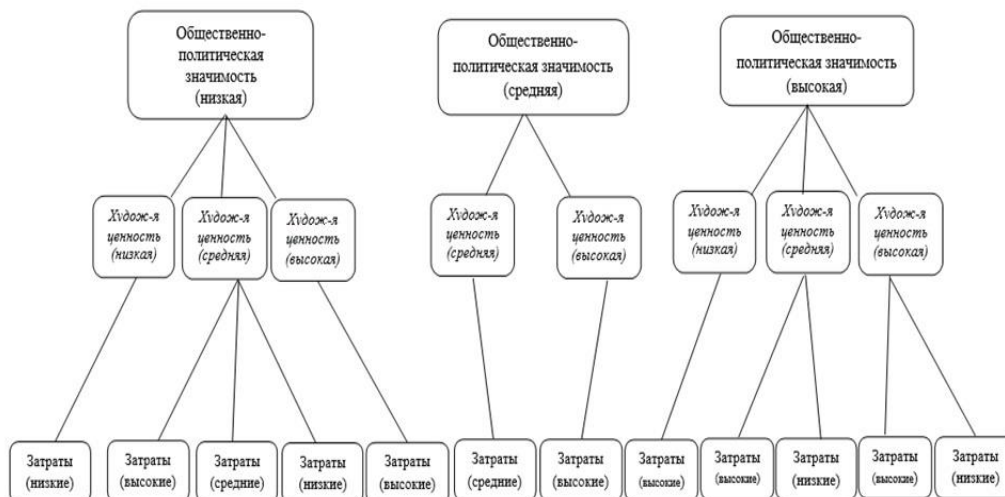 Общественно-
политическая
значимость
(низкая)
Общественно-
политическая значимость
(средняя)
Общественно-
политическая значимость
(высокая)
Худож-я
ценность
(низкая)
Худож-я
ценность
(средняя)
Худож-я
ценность
(высокая)
Худож-я
ценность
(средняя)
Худож-я
ценность
(высокая)
Худож-я
ценность
(низкая)
Худож-я
ценность
(средняя)
Худож-я
ценность
(высокая)
Затраты
(низкие)
Затраты
(высокие)
Затраты
(средние)
Затраты
(низкие)
Затраты
(высокие)
Затраты
(средние)
Затраты
(высокие)
Затраты
(высокие)
Затраты
(высокие)
Затраты
(низкие)
Затраты
(высокие)
Затраты
(низкие)